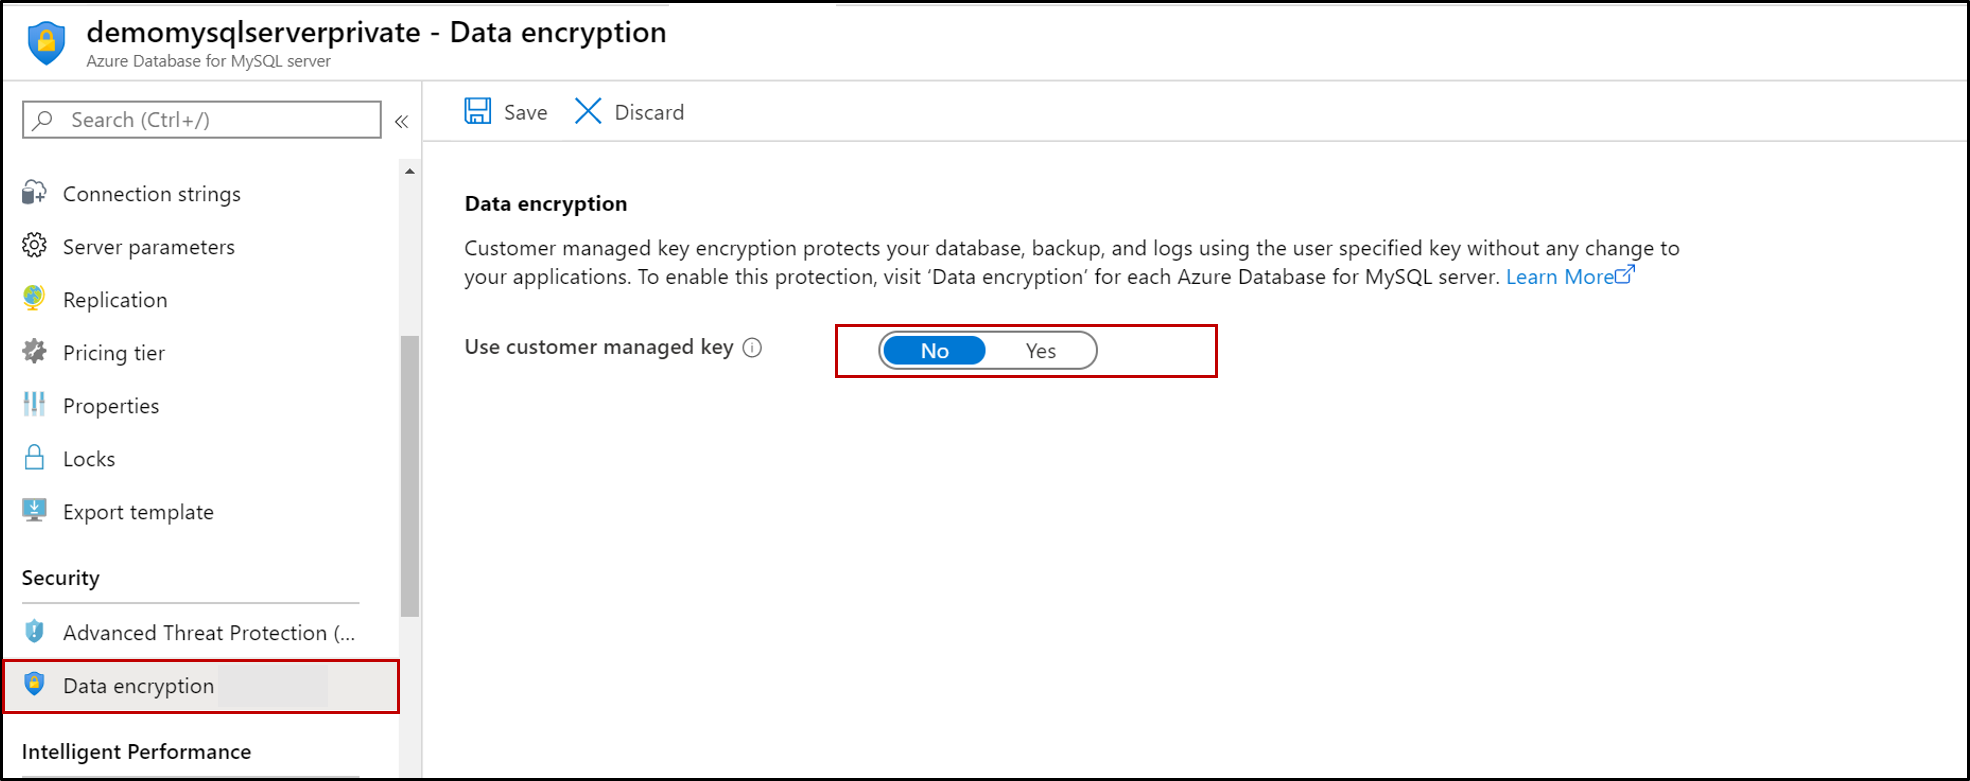 demomysqlserverprivate - Data encryption
Azure Database for MySQL server
Search (Ctrl+/)
«
Save
Discard
Connection strings
Server parameters
Replication
Pricing tier
Properties
Locks
Export template
Security
Advanced Threat Protection (...
Data encryption
Intelligent Performance
Data encryption
Customer managed key encryption protects your database, backup, and logs using the user specified key without any change to
your applications. To enable this protection, visit ‘Data encryption’ for each Azure Database for MySQL server. Learn More
Use customer managed key
No
Yes